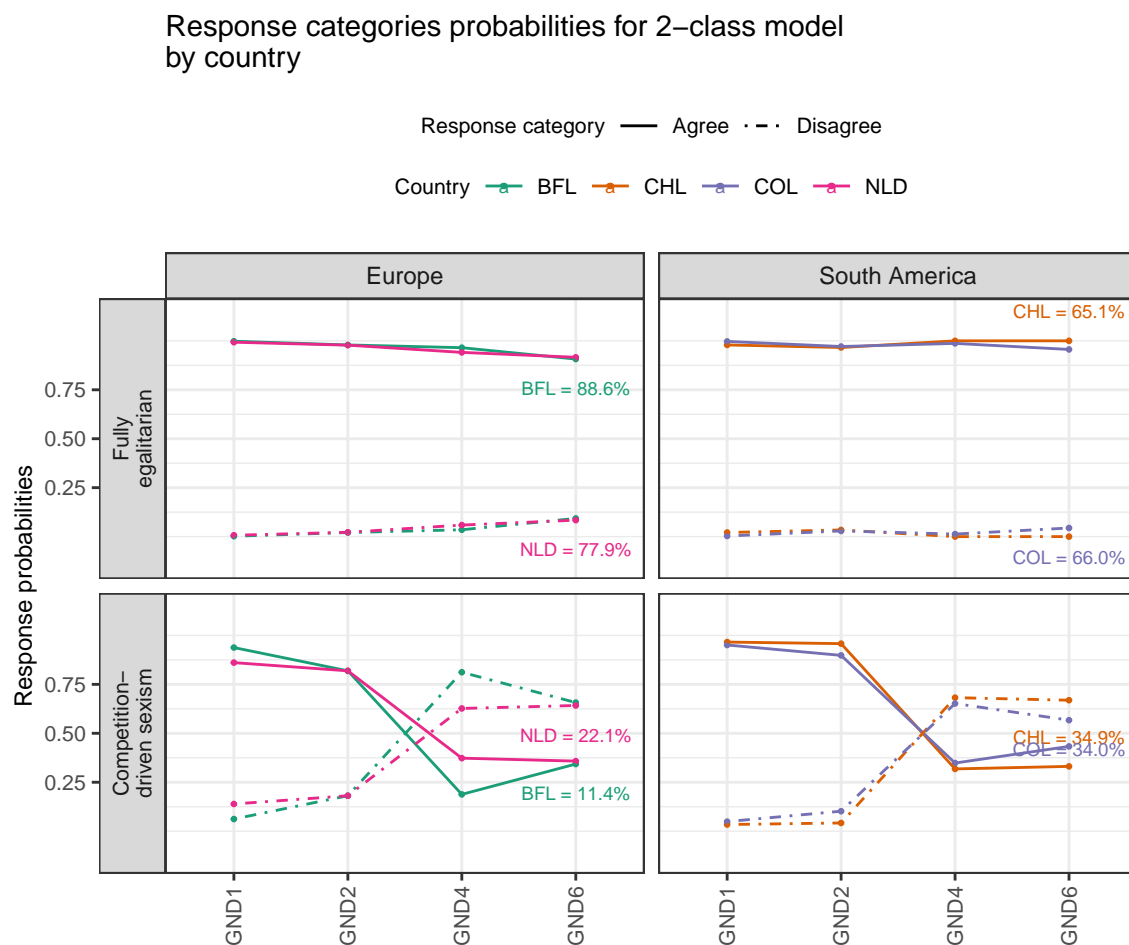 Response categories probabilities for 2−class model
by country
Response category Agree Disagree
Country a BFL a CHL a COL a NLD
Europe
South America
Response probabilities
Fully
egalitarian
0.75
0.50
0.25
BFL = 88.6%
NLD = 77.9%
CHL = 65.1%
COL = 66.0%
Competition−
driven sexism
0.75
0.50
0.25
NLD = 22.1%
BFL = 11.4%
CHL = 34.9%
COL = 34.0%
GND1
GND2
GND4
GND6
GND1
GND2
GND4
GND6